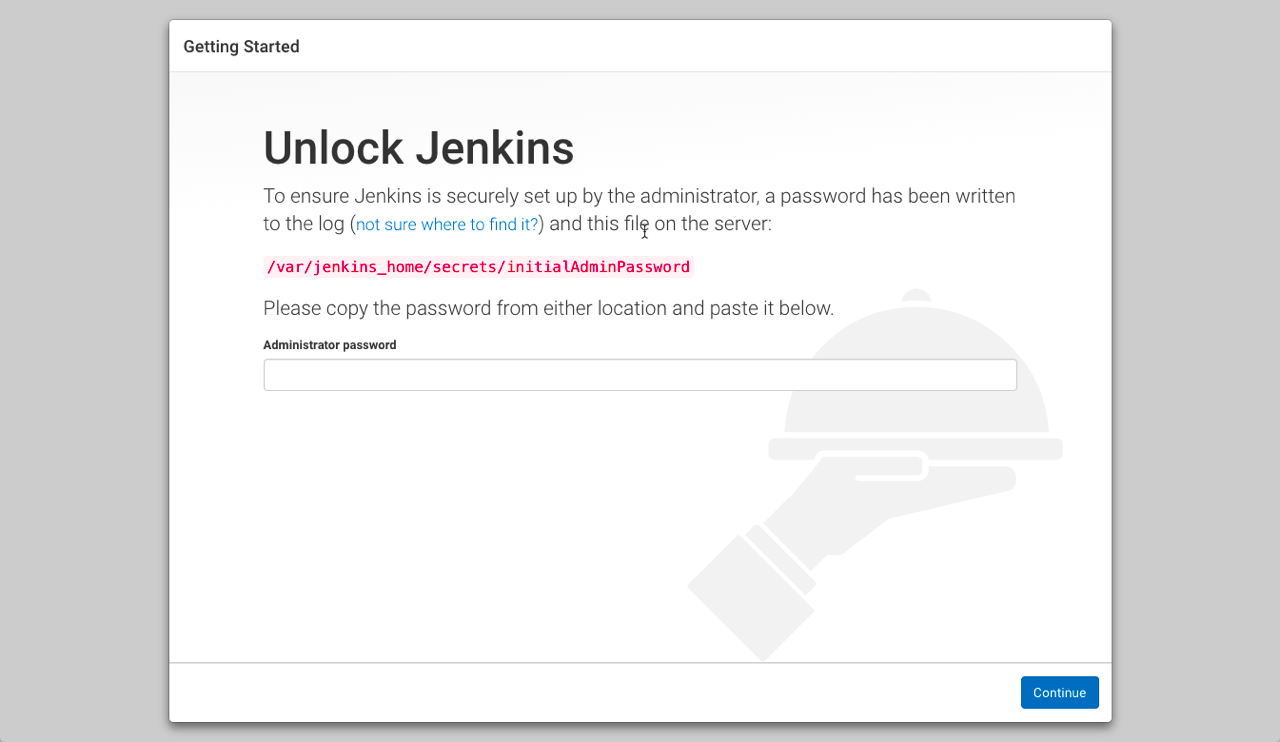 Getting Started
Unlock Jenkins
To ensure Jenkins is securely set up by the administrator, a password has been written
to the log (not sure where to find it?) and this file on the server:
/var/jenkins_home/secrets/initialAdminPassword
Please copy the password from either location and paste it below.
Administrator password
Continue